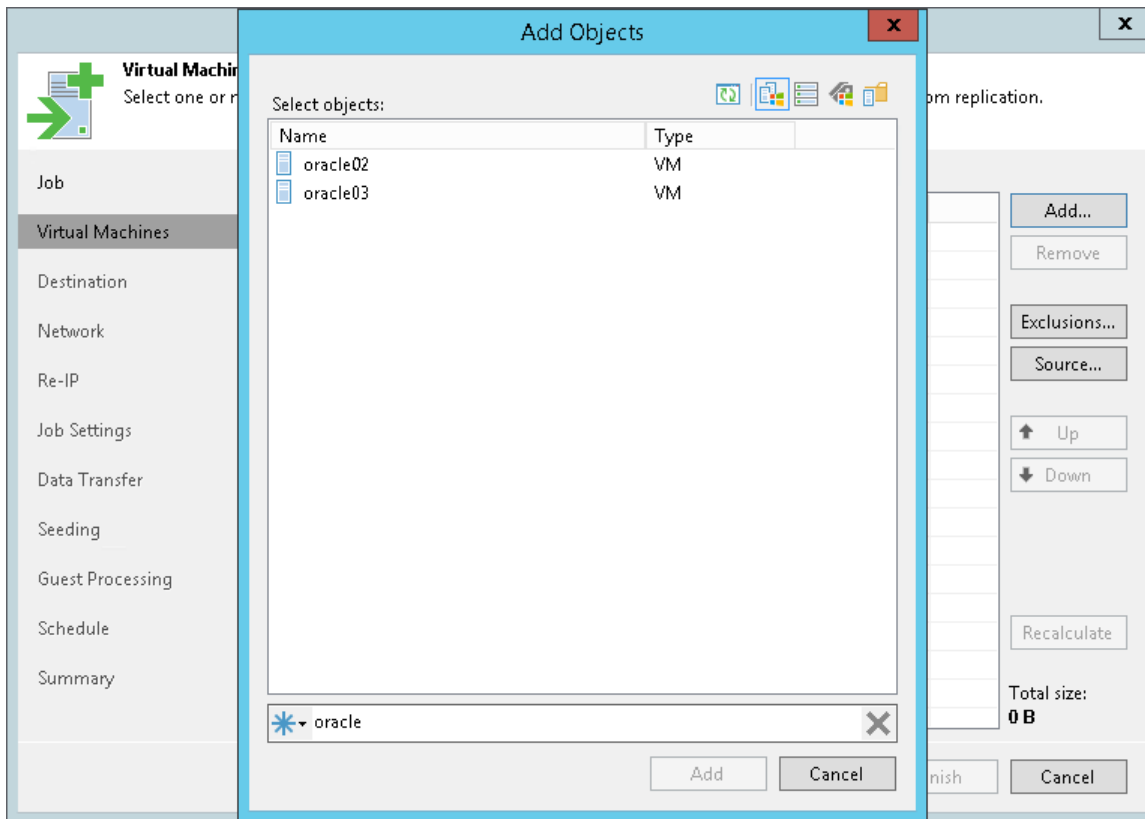 Add Objects
x
x
Virtual Machin
Select one or r
om replication.
Select objects:
Name Type
oracle02 VM
oracle03 VM
Job
Virtual Machines
Destination
Network
Re-IP
Job Settings
Data Transfer
Seeding
Guest Processing
Schedule
Summary
Add...
Remove
Exclusions...
Source...
Up
Down
Recalculate
Total size:
0 B
oracle
Add Cancel
nish Cancel